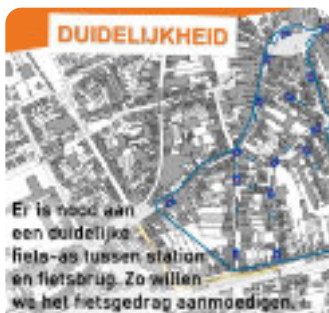 DUIDELIJKHEID
Er is nood aan
een duidelijke
fiets-as tussen station
en fietsbrug. Zo willen
we het fietsgedrag aanmoedigen.